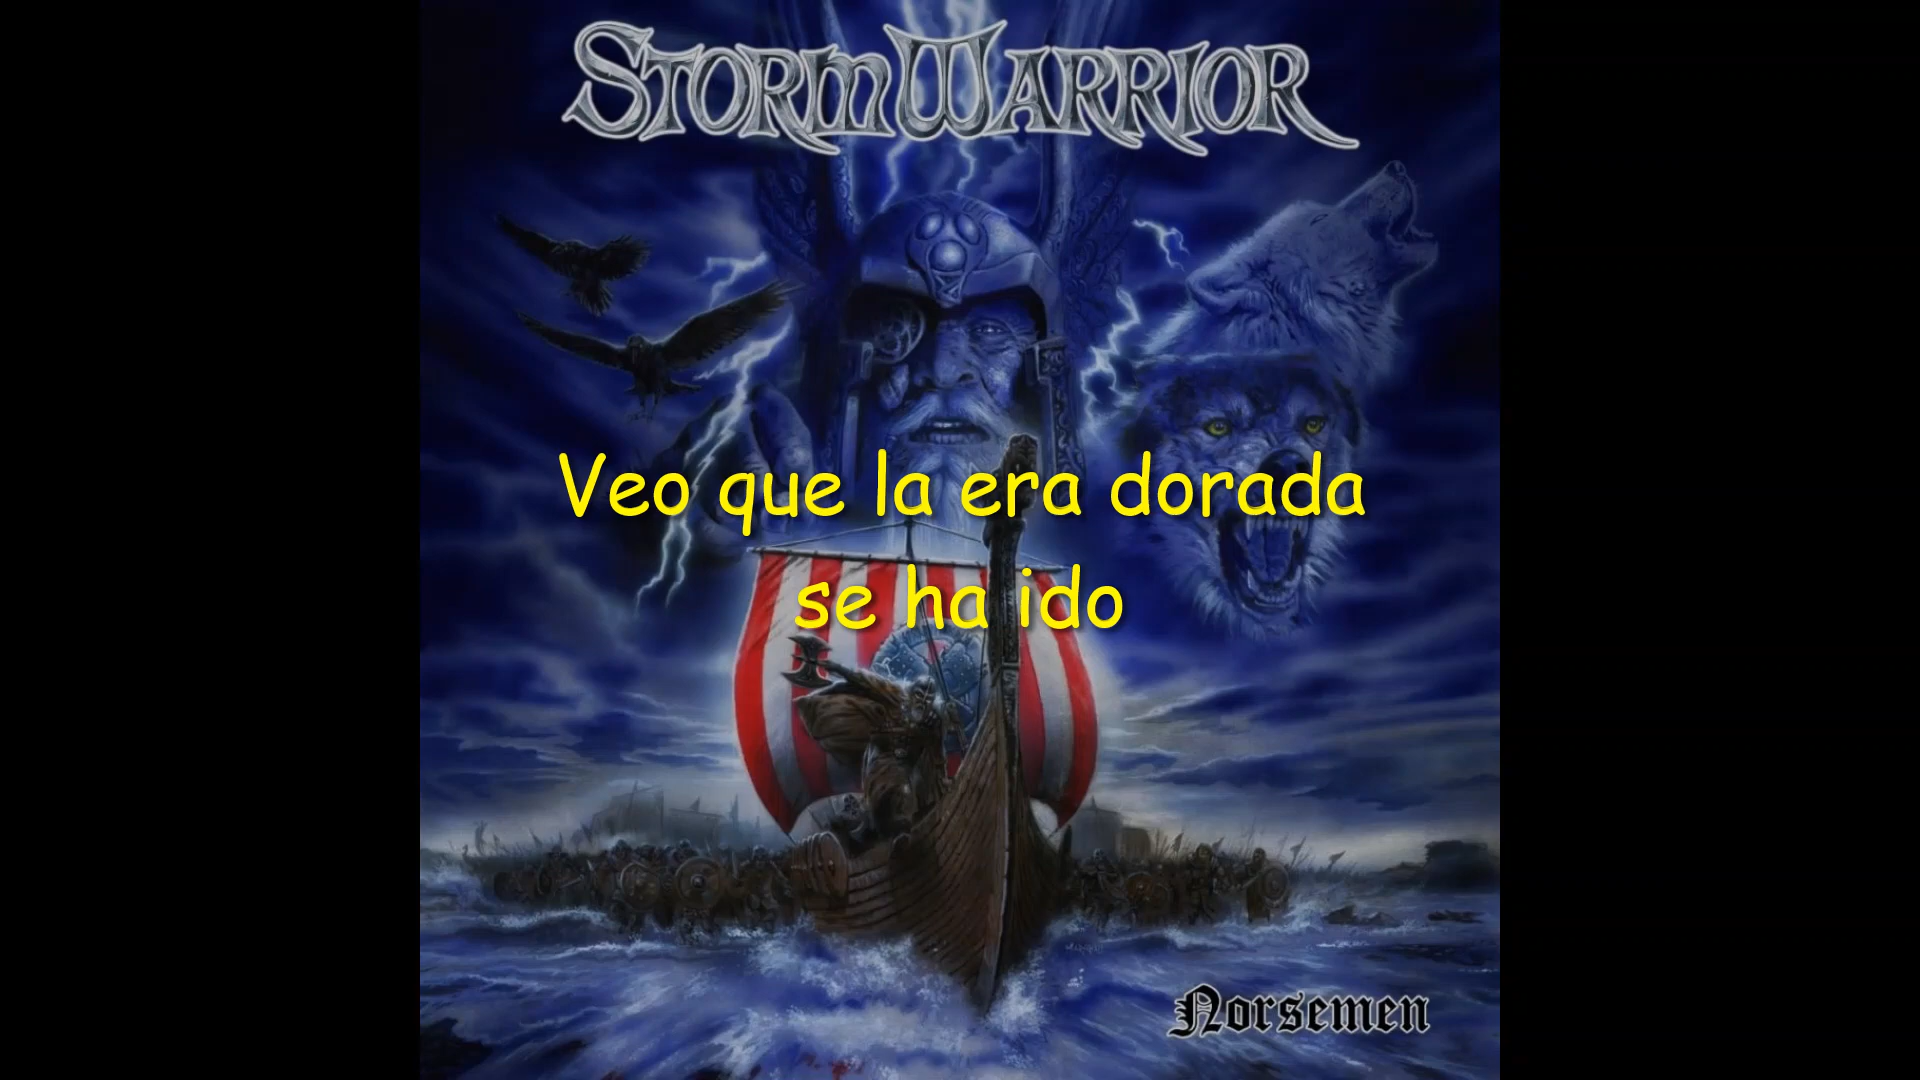 StormWarrior
Veo que la era dorada
se ha ido
Norsemen